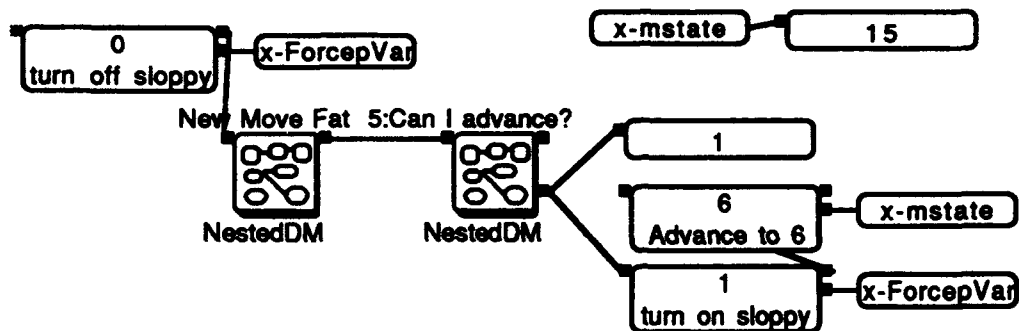 x-mstate
15
0
turn off sloppy
x-ForcepVar
New Move Fat 5:Can I advance?
1
NestedDM
NestedDM
6
Advance to 6
x-mstate
1
turn on sloppy
x-ForcepVar